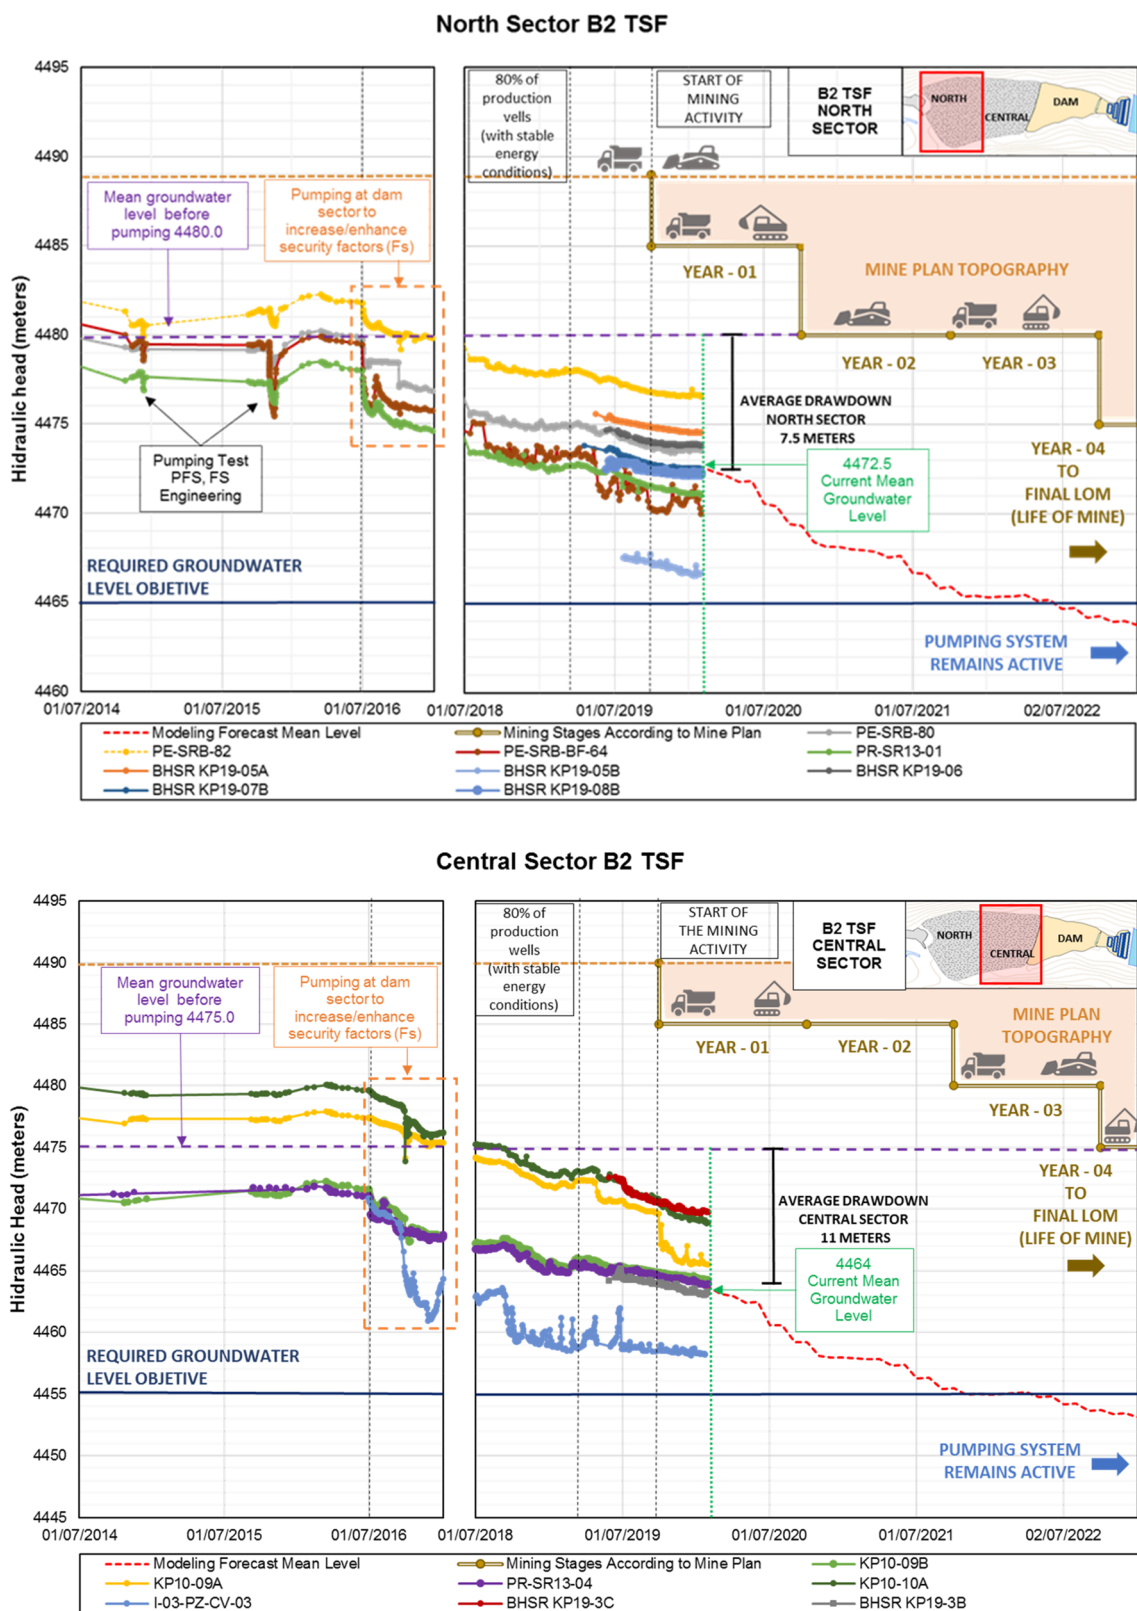 North Sector B2 TSF
Hidraulic head (meters)
4495
4490
4485
4480
4475
4470
4465
4460
Mean groundwater
level before
pumping 4480.0
Pumping at dam
sector to
increase/enhance
security factors (Fs)
Pumping Test
PFS, FS
Engineering
REQUIRED GROUNDWATER
LEVEL OBJETIVE
80% of
production
vells
(with stable
energy
conditions)
START OF
MINING
ACTIVITY
B2 TSF
NORTH
SECTOR
NORTH
CENTRAL
DAM
YEAR - 01
MINE PLAN TOPOGRAPHY
YEAR - 02
YEAR - 03
AVERAGE DRAWDOWN
NORTH SECTOR
7.5 METERS
4472.5
Current Mean
Groundwater
Level
YEAR - 04
TO
FINAL LOM
(LIFE OF MINE)
PUMPING SYSTEM
REMAINS ACTIVE
01/07/2014
01/07/2015
01/07/2016
01/07/2018
01/07/2019
01/07/2020
01/07/2021
02/07/2022
Modeling Forecast Mean Level
Mining Stages According to Mine Plan
PE-SRB-80
PE-SRB-82
PE-SRB-BF-64
PR-SR13-01
BHSR KP19-05A
BHSR KP19-05B
BHSR KP19-06
BHSR KP19-07B
BHSR KP19-08B
Central Sector B2 TSF
Hidraulic Head (meters)
4495
4490
4485
4480
4475
4470
4465
4460
4455
4450
4445
Mean groundwater
level before
pumping 4475.0
Pumping at dam
sector to
increase/enhance
security factors (Fs)
REQUIRED GROUNDWATER
LEVEL OBJETIVE
80% of
production
wells
(with stable
energy
conditions)
START OF
THE MINING
ACTIVITY
B2 TSF
CENTRAL
SECTOR
NORTH
CENTRAL
DAM
YEAR - 01
YEAR - 02
MINE PLAN
TOPOGRAPHY
YEAR - 03
AVERAGE DRAWDOWN
CENTRAL SECTOR
11 METERS
4464
Current Mean
Groundwater
Level
YEAR - 04
TO
FINAL LOM
(LIFE OF MINE)
PUMPING SYSTEM
REMAINS ACTIVE
01/07/2014
01/07/2015
01/07/2016
01/07/2018
01/07/2019
01/07/2020
01/07/2021
02/07/2022
Modeling Forecast Mean Level
Mining Stages According to Mine Plan
KP10-09B
KP10-09A
PR-SR13-04
KP10-10A
I-03-PZ-CV-03
BHSR KP19-3C
BHSR KP19-3B